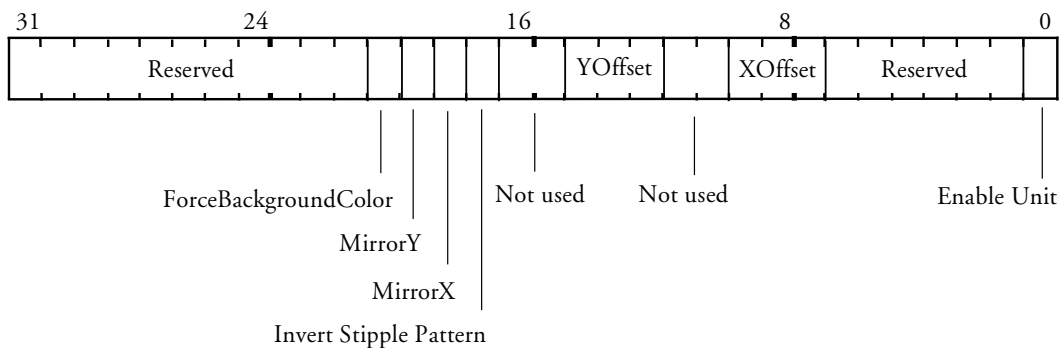 31 24 16 8 0
Reserved YOffset XOffset Reserved
ForceBackgroundColor Not used Not used Enable Unit
MirrorY
MirrorX
Invert Stipple Pattern